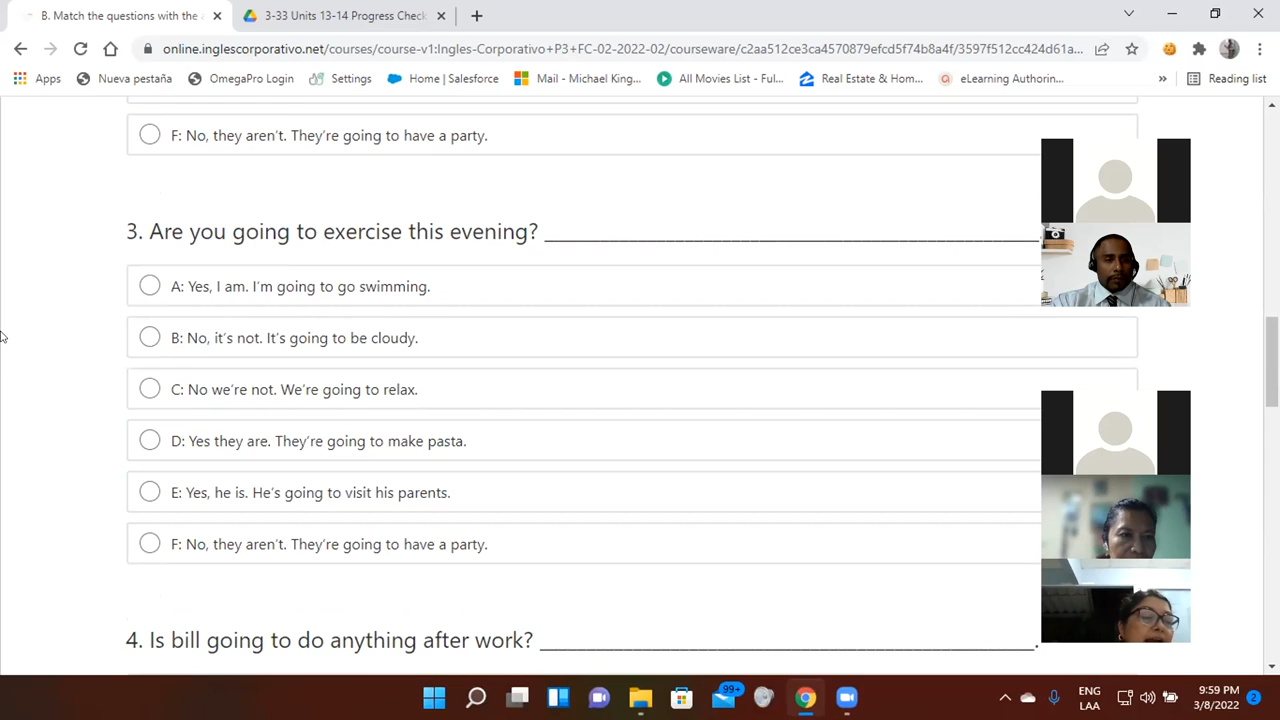 B. Match the questions with the
3-33 Units 13-14 Progress Check
online.inglescorporativo.net/courses/course-v1:Ingles-Corporativo+P3+FC-02-2022-02/courseware/c2aa512ce3ca4570879efcd5f74b8a4f/3597f512cc424d61a...
Apps Nueva pestaña OmegaPro Login Settings Home | Salesforce Mail - Michael King... All Movies List - Ful... Real Estate & Hom... eLearning Authorin... » Reading list
F: No, they aren't. They're going to have a party.
3. Are you going to exercise this evening? ____________________
A: Yes, I am. I'm going to go swimming.
B: No, it's not. It's going to be cloudy.
C: No we're not. We're going to relax.
D: Yes they are. They're going to make pasta.
E: Yes, he is. He's going to visit his parents.
F: No, they aren't. They're going to have a party.
4. Is bill going to do anything after work? ____________________.
99+
ENG
LAA
9:59 PM
3/8/2022
2